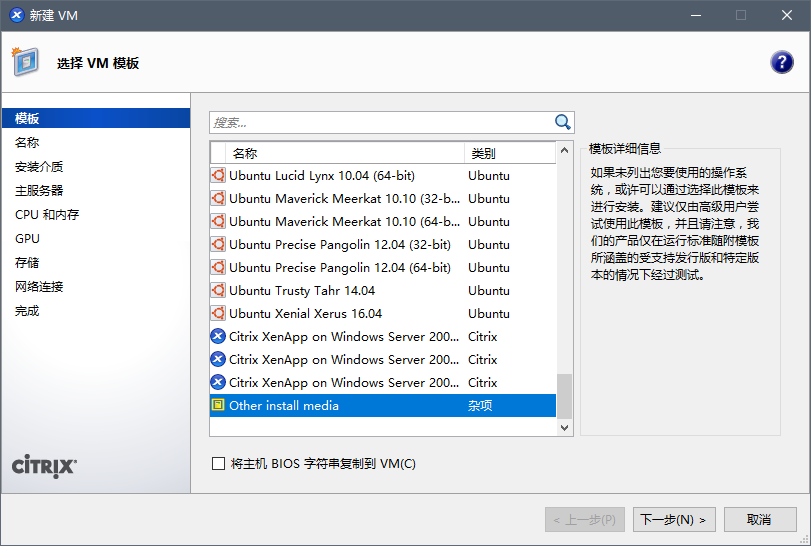 新建 VM
选择 VM 模板
?
模板
名称
安装介质
主服务器
CPU 和内存
GPU
存储
网络连接
完成
CITRIX
搜索...
名称 类别
Ubuntu Lucid Lynx 10.04 (64-bit) Ubuntu
Ubuntu Maverick Meerkat 10.10 (32-b... Ubuntu
Ubuntu Maverick Meerkat 10.10 (64-b... Ubuntu
Ubuntu Precise Pangolin 12.04 (32-bit) Ubuntu
Ubuntu Precise Pangolin 12.04 (64-bit) Ubuntu
Ubuntu Trusty Tahr 14.04 Ubuntu
Ubuntu Xenial Xerus 16.04 Ubuntu
Citrix XenApp on Windows Server 200... Citrix
Citrix XenApp on Windows Server 200... Citrix
Citrix XenApp on Windows Server 200... Citrix
Other install media 杂项
将主机 BIOS 字符串复制到 VM(C)
模板详细信息
如果未列出您要使用的操作系
统，或许可以通过选择此模板来
进行安装。建议仅由高级用户尝
试使用此模板，并且请注意，我
们的产品仅在运行标准随附模板
所涵盖的受支持发行版和特定版
本的情况下经过测试。
< 上一步(P)
下一步(N) >
取消